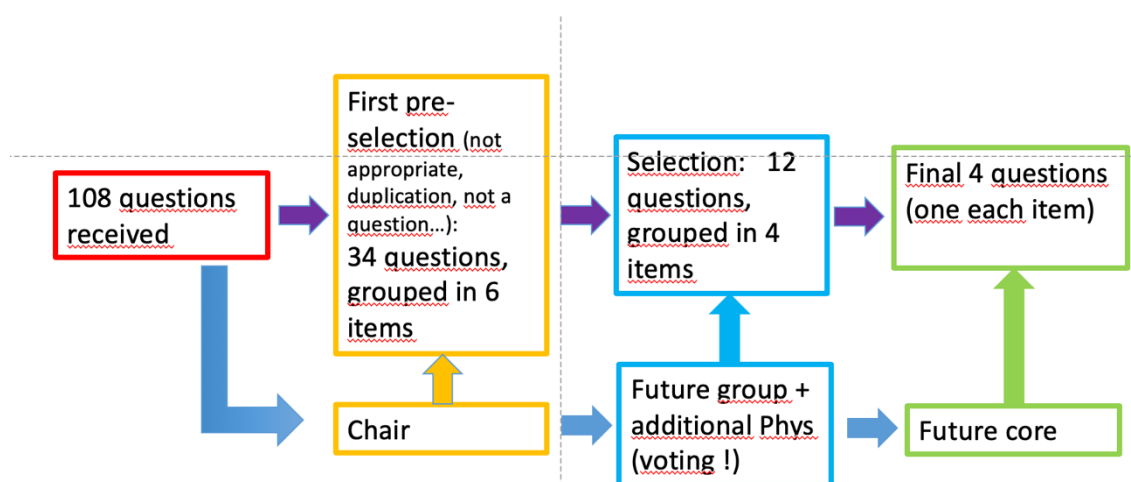 108 questions
received
First pre-
selection (not
appropriate,
duplication, not a
question...):
34 questions,
grouped in 6
items
Selection:   12
questions,
grouped in 4
items
Final 4 questions
(one each item)
Chair
Future group +
additional Phys
(voting !)
Future core